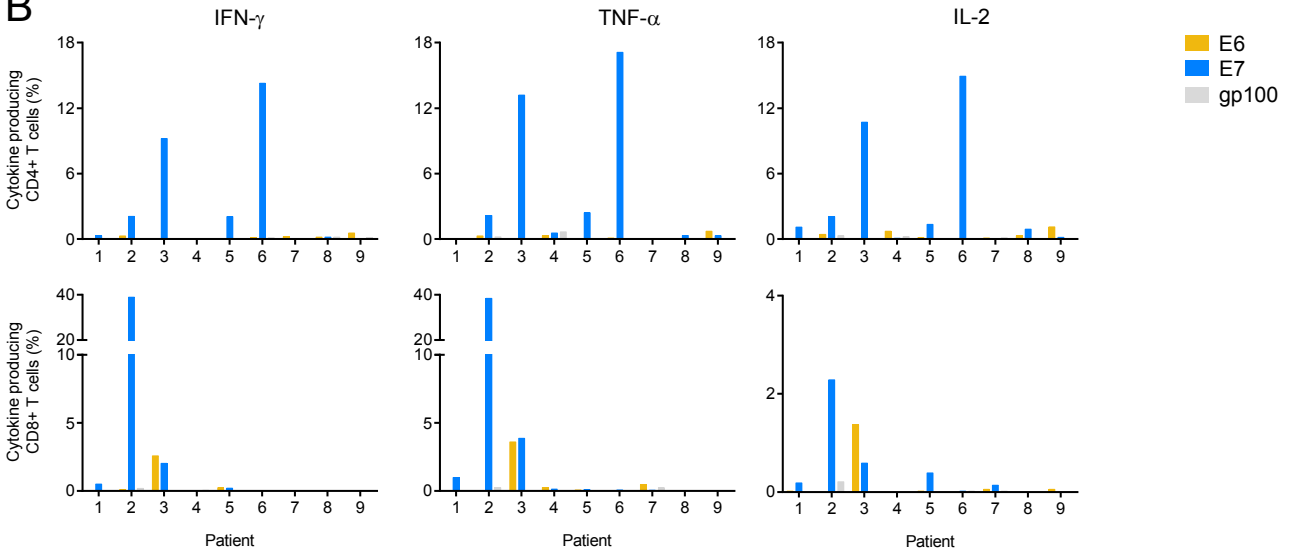 B
IFN-γ
TNF-α
IL-2
E6
E7
gp100
Cytokine producing
CD4+ T cells (%)
18
12
6
0
1 2 3 4 5 6 7 8 9
18
12
6
0
1 2 3 4 5 6 7 8 9
18
12
6
0
1 2 3 4 5 6 7 8 9
Cytokine producing
CD8+ T cells (%)
40
20
10
5
0
1 2 3 4 5 6 7 8 9
Patient
40
20
10
5
0
1 2 3 4 5 6 7 8 9
Patient
4
2
0
1 2 3 4 5 6 7 8 9
Patient